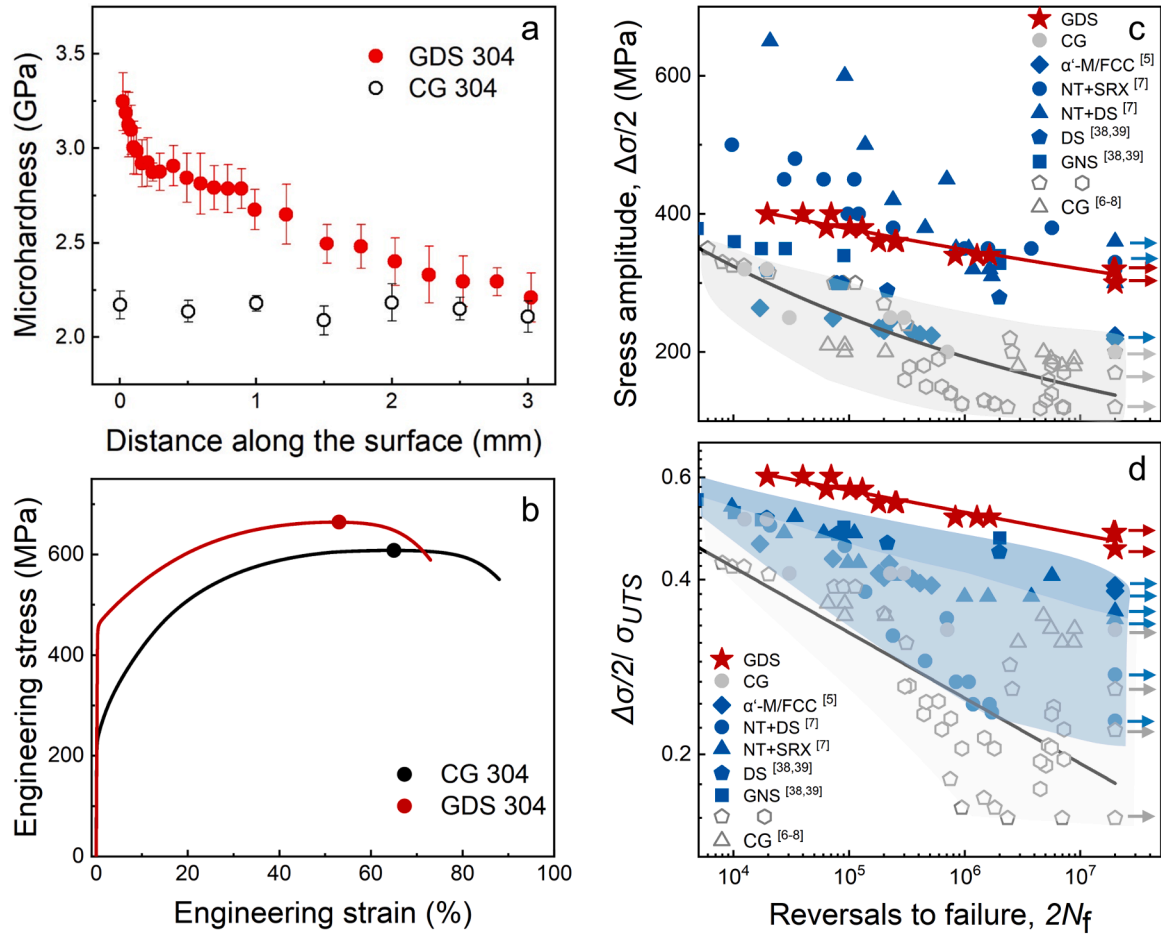 a
Microhardness (GPa)
3.5
3.0
2.5
2.0
GDS 304
CG 304
0 1 2 3
Distance along the surface (mm)
b
Engineering stress (MPa)
600
400
200
0
CG 304
GDS 304
0 20 40 60 80 100
Engineering strain (%)
c
Sress amplitude, Δσ/2 (MPa)
600
400
200
GDS
CG
α'-M/FCC [5]
NT+SRX [7]
NT+DS [7]
DS [38,39]
GNS [38,39]
CG [6-8]
d
Δσ/2/ σUTS
0.6
0.4
0.2
GDS
CG
α'-M/FCC [5]
NT+DS [7]
NT+SRX [7]
DS [38,39]
GNS [38,39]
CG [6-8]
10⁴ 10⁵ 10⁶ 10⁷
Reversals to failure, 2Nf